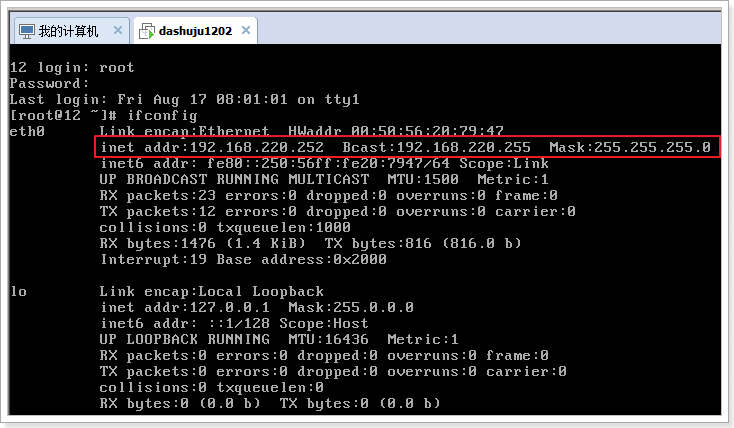 我的计算机 dashuju1202
12 login: root
Password:
Last login: Fri Aug 17 08:01:01 on tty1
[root@12 ~]# ifconfig
eth0 Link encap:Ethernet HWaddr 00:50:56:20:79:47
inet addr:192.168.220.252 Bcast:192.168.220.255 Mask:255.255.255.0
inet6 addr: fe80::250:56ff:fe20:7947/64 Scope:Link
UP BROADCAST RUNNING MULTICAST MTU:1500 Metric:1
RX packets:23 errors:0 dropped:0 overruns:0 frame:0
TX packets:12 errors:0 dropped:0 overruns:0 carrier:0
collisions:0 txqueuelen:1000
RX bytes:1476 (1.4 KiB) TX bytes:816 (816.0 b)
Interrupt:19 Base address:0x2000
lo Link encap:Local Loopback
inet addr:127.0.0.1 Mask:255.0.0.0
inet6 addr: ::1/128 Scope:Host
UP LOOPBACK RUNNING MTU:16436 Metric:1
RX packets:0 errors:0 dropped:0 overruns:0 frame:0
TX packets:0 errors:0 dropped:0 overruns:0 carrier:0
collisions:0 txqueuelen:0
RX bytes:0 (0.0 b) TX bytes:0 (0.0 b)